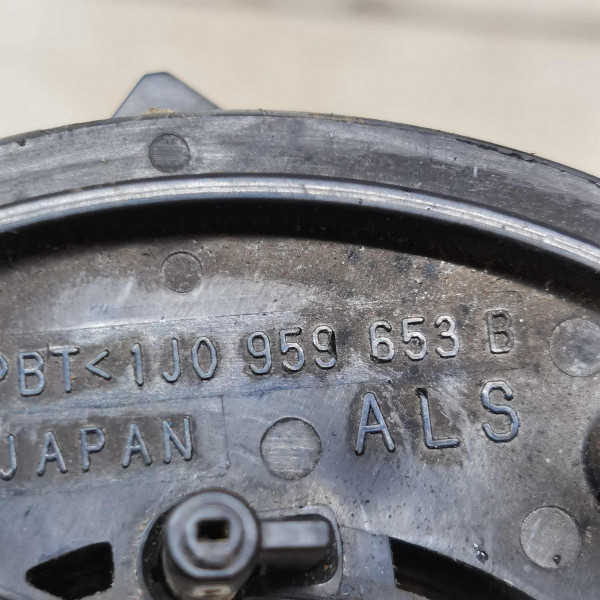 >PBT< 1J0 959 653 B
JAPAN ALS